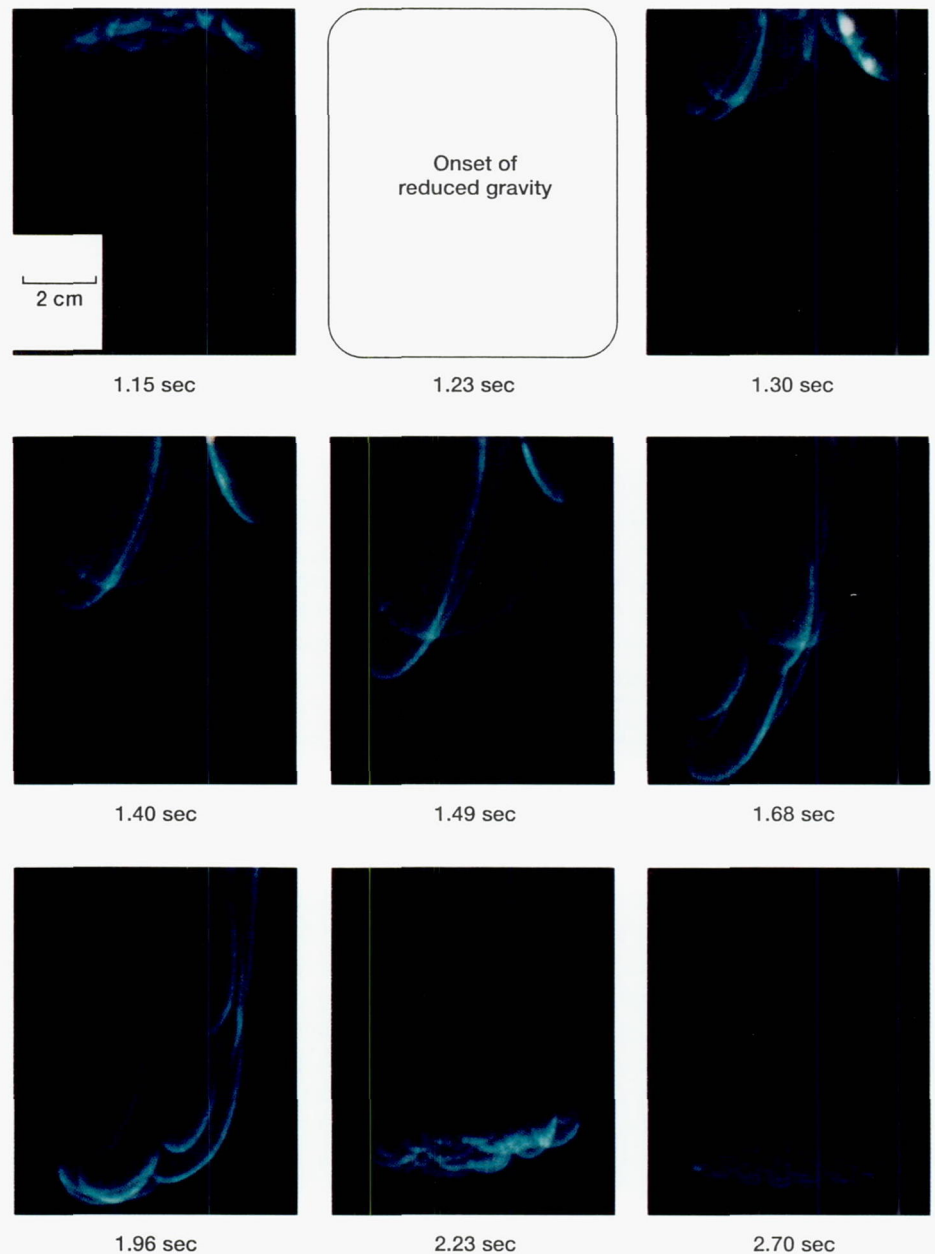 Onset of
reduced gravity
2 cm
1.15 sec
1.23 sec
1.30 sec
1.40 sec
1.49 sec
1.68 sec
1.96 sec
2.23 sec
2.70 sec